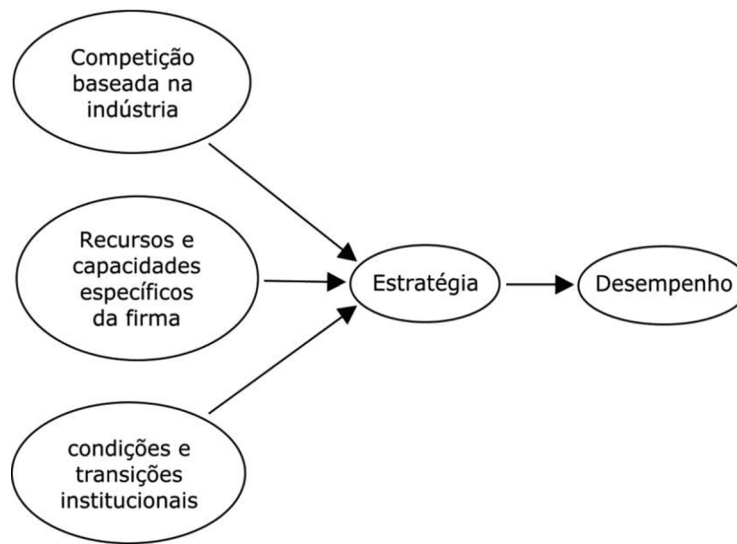 Competição
baseada na
indústria
Recursos e
capacidades
específicos
da firma
condições e
transições
institucionais
Estratégia
Desempenho